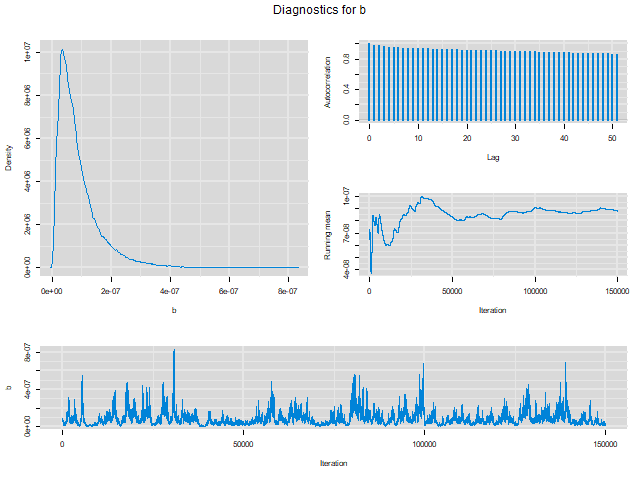 Diagnostics for b
Density
0e+00 2e+06 4e+06 6e+06 8e+06 1e+07
0e+00 2e-07 4e-07 6e-07 8e-07
b
Autocorrelation
0.0 0.4 0.8
0 10 20 30 40 50
Lag
Running mean
4e-08 7e-08 1e-07
0 50000 100000 150000
Iteration
b
0e+00 4e-07 8e-07
0 50000 100000 150000
Iteration